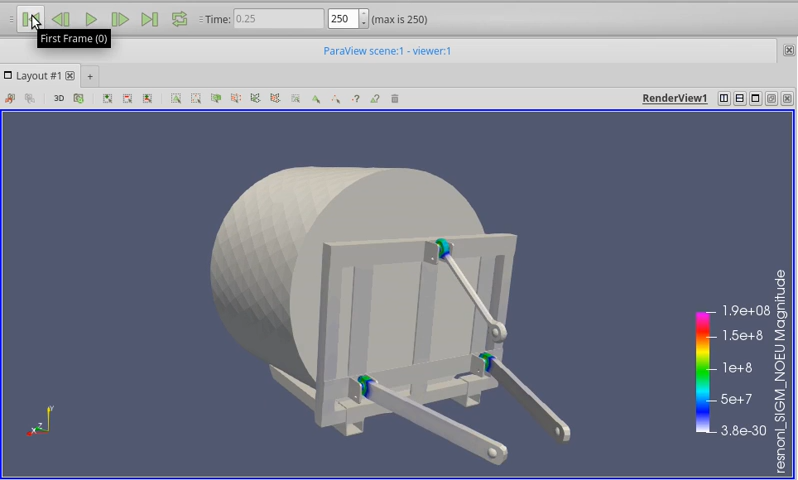 Time: 0.25 250 (max is 250)
First Frame (0)
ParaView scene:1 - viewer:1
Layout #1
3D
RenderView1
1.9e+08
1.5e+8
1e+8
5e+7
3.8e-30
resnonl_SIGM_NOEU Magnitude
Y
Z
X